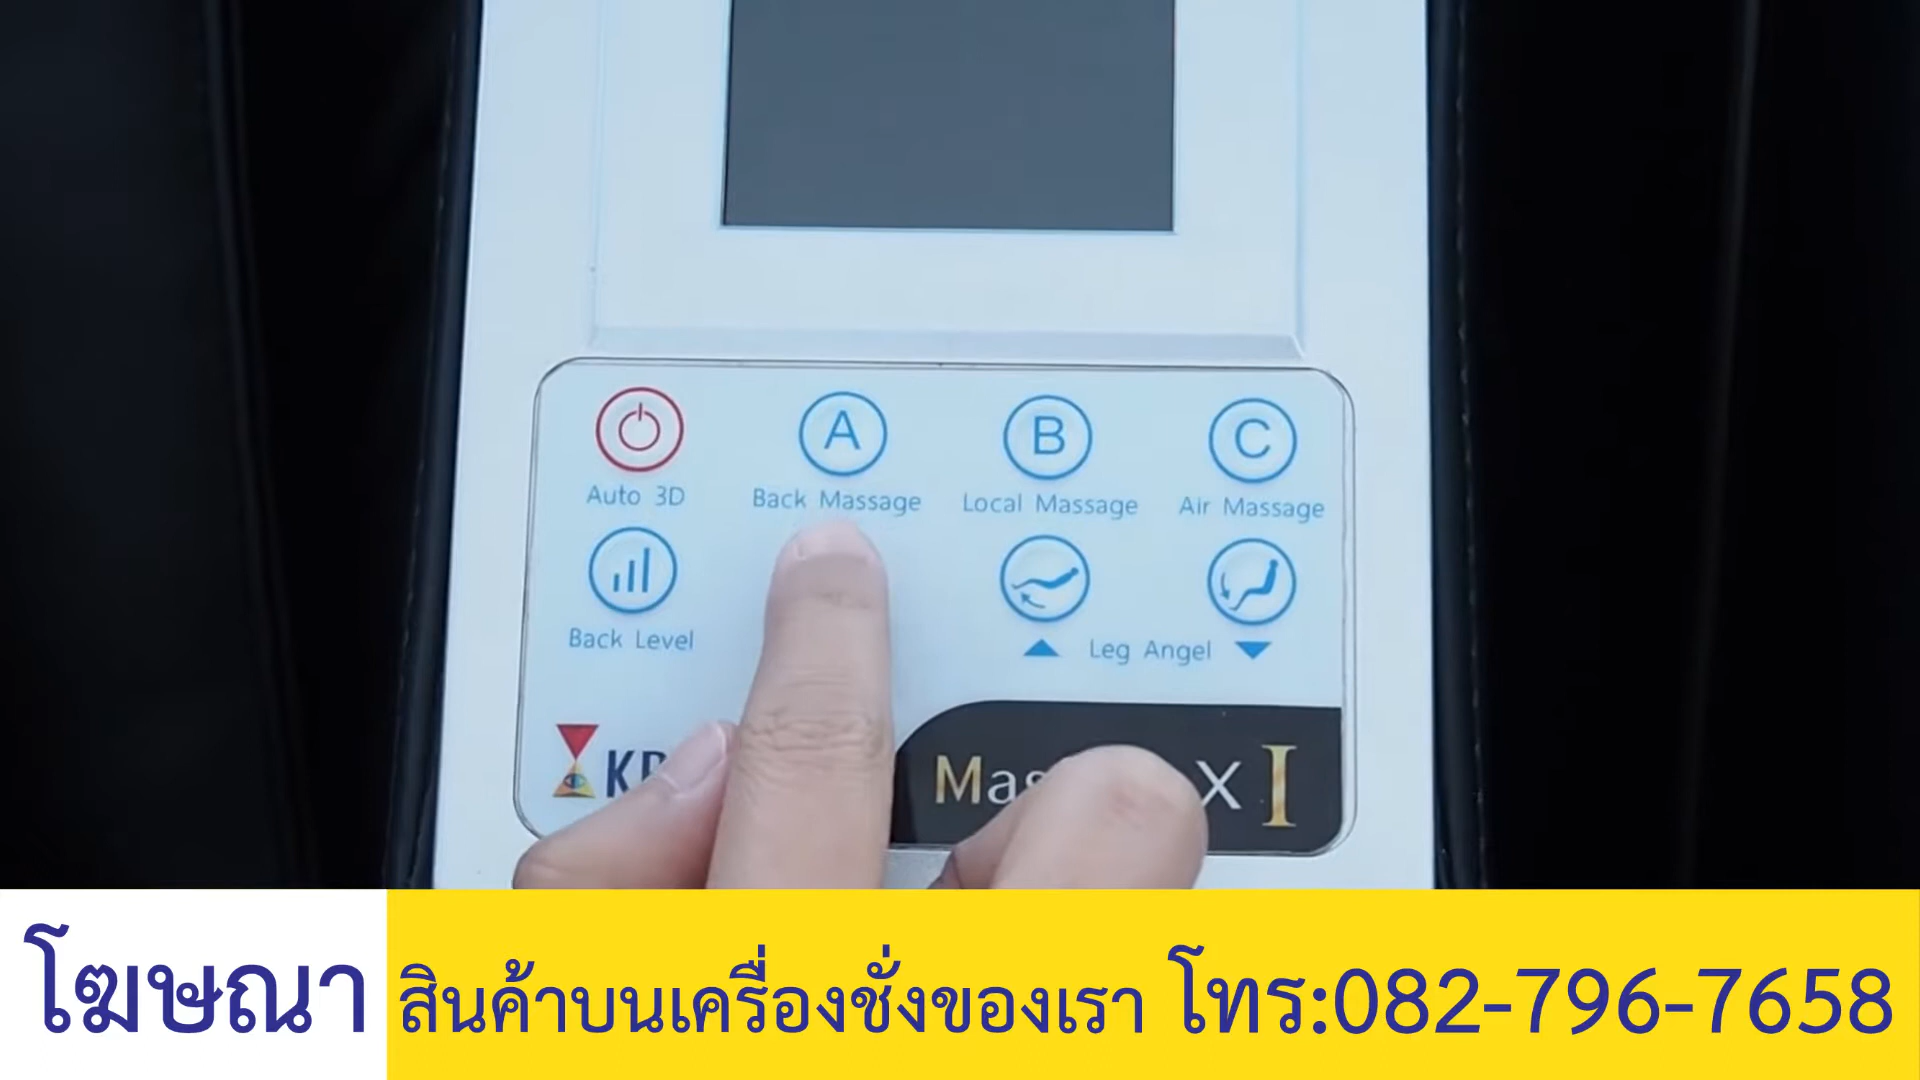 A B C
Auto 3D Back Massage Local Massage Air Massage
Back Level Leg Angel
X I
โฆษณา สินค้าบนเครื่องชั่งของเรา โทร:082-796-7658